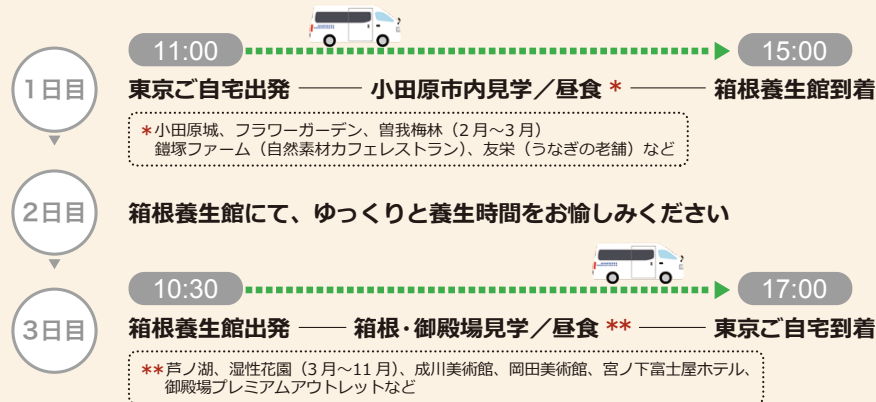 11:00
15:00
1日目
東京ご自宅出発 —— 小田原市内見学／昼食 * —— 箱根養生館到着
*小田原城、フラワーガーデン、曽我梅林（2月～3月）
鎧塚ファーム（自然素材カフェレストラン）、友栄（うなぎの老舗）など
2日目
箱根養生館にて、ゆっくりと養生時間をお愉しみください
10:30
17:00
3日目
箱根養生館出発 —— 箱根・御殿場見学／昼食 ** —— 東京ご自宅到着
**芦ノ湖、湿性花園（3月～11月）、成川美術館、岡田美術館、宮ノ下富士屋ホテル、
御殿場プレミアムアウトレットなど